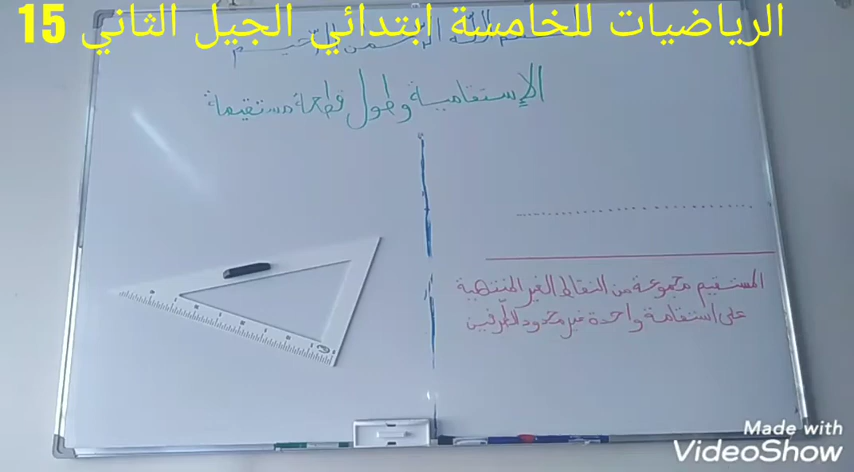 الرياضيات للخامسة ابتدائي الجيل الثاني 15
بسم الله الرحمن الرحيم
الإستقامية وطول قطعة مستقيمة
المستقيم مجموعة من النقاط الغير المنتهية
على استقامة واحدة غير محدود الطرفين
Made with
VideoShow